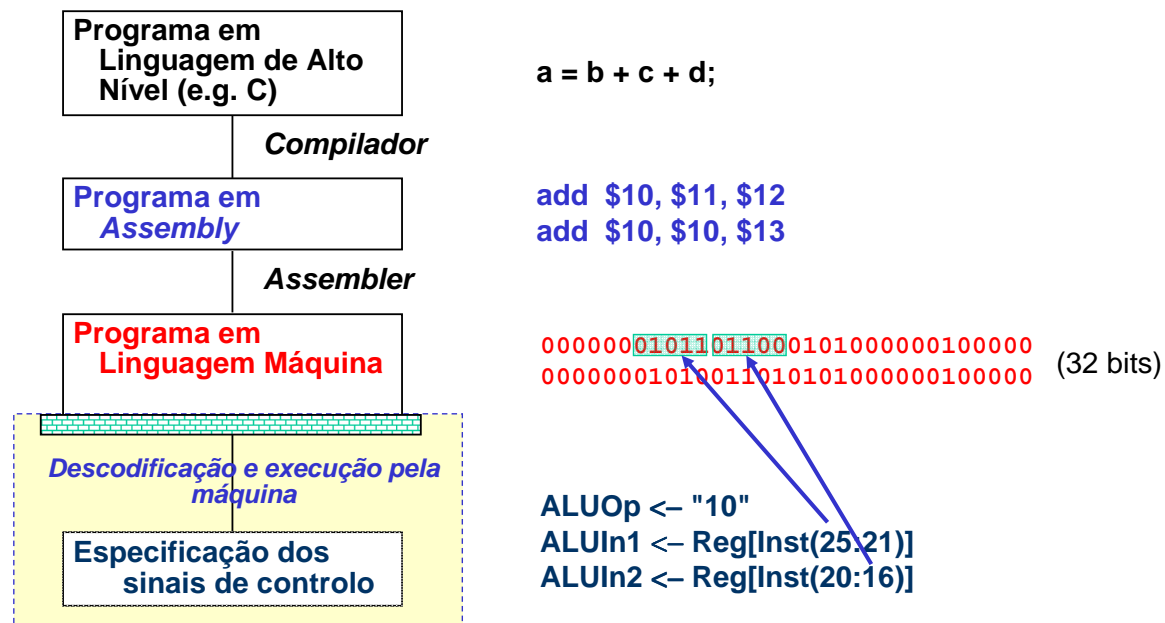 Programa em
Linguagem de Alto
Nível (e.g. C)
a = b + c + d;
Compilador
Programa em
Assembly
add $10, $11, $12
add $10, $10, $13
Assembler
Programa em
Linguagem Máquina
00000001011011000101000000100000
00000001010011010101000000100000
(32 bits)
Descodificação e execução pela
máquina
Especificação dos
sinais de controlo
ALUOp <– "10"
ALUIn1 <– Reg[Inst(25:21)]
ALUIn2 <– Reg[Inst(20:16)]